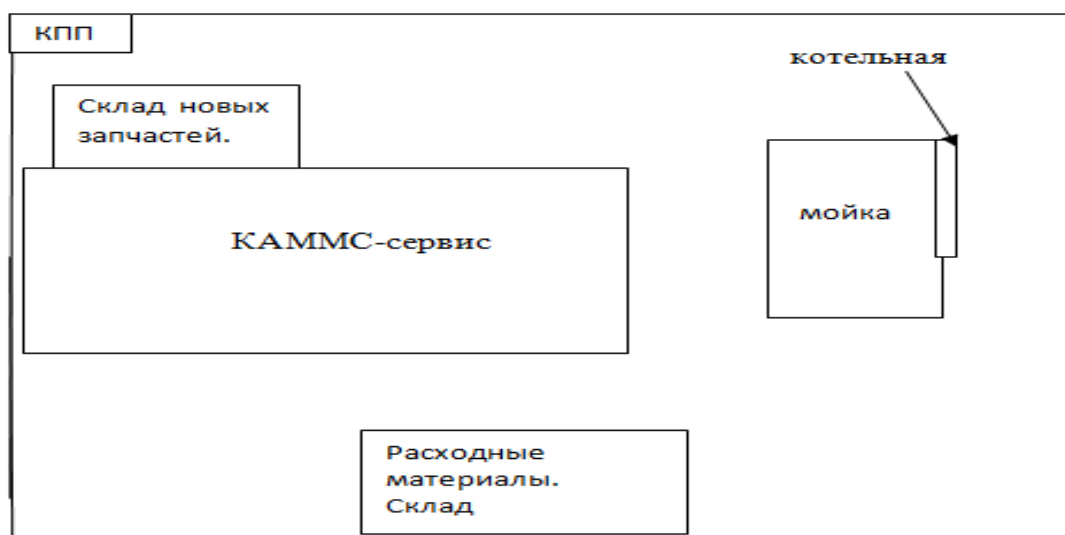 КПП
котельная
Склад новых
запчастей.
мойка
КАММС-сервис
Расходные
материалы.
Склад